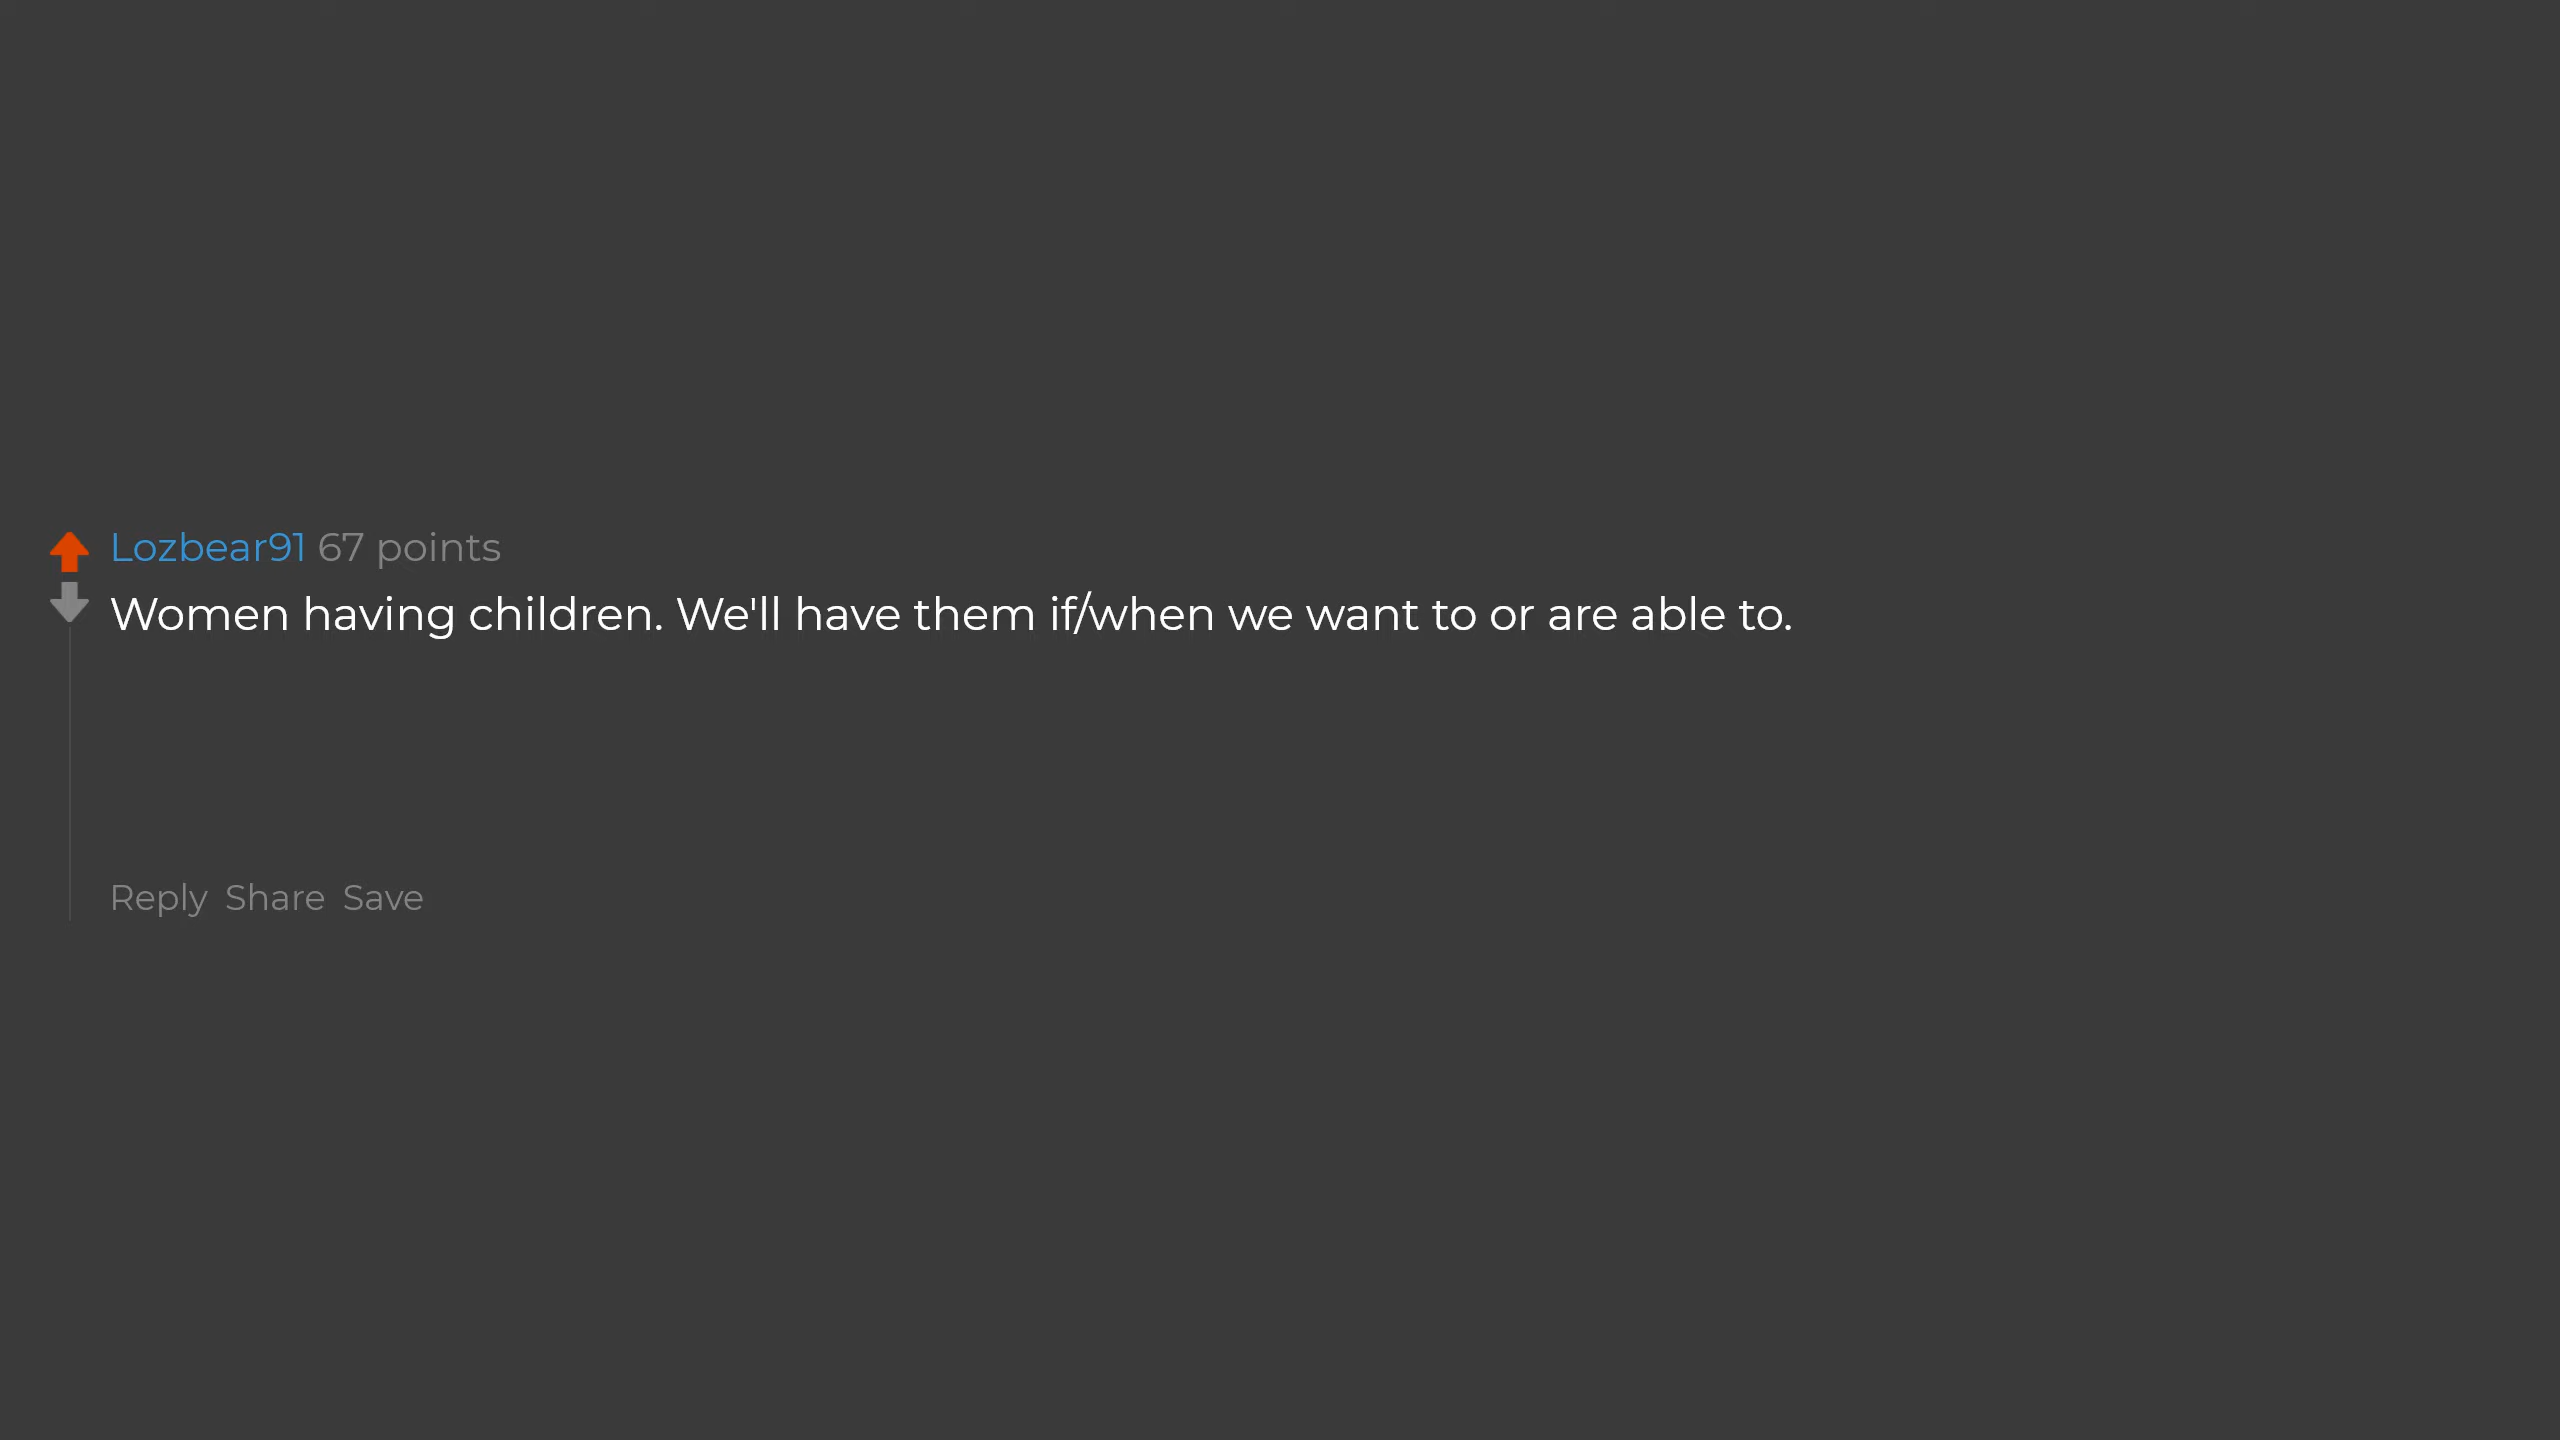 Lozbear91 67 points
Women having children. We'll have them if/when we want to or are able to.
Reply Share Save